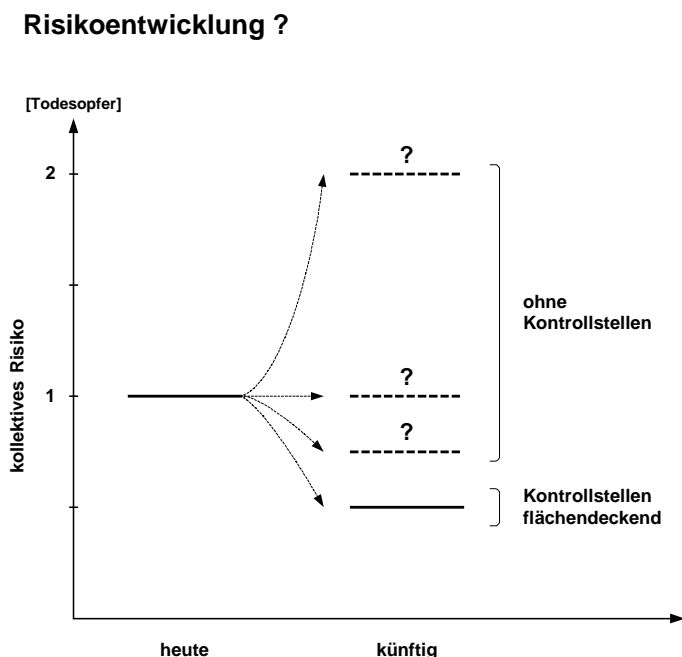 Risikoentwicklung ?
[Todesopfer]
kollektives Risiko
2
?
ohne
Kontrollstellen
1
?
?
Kontrollstellen
flächendeckend
heute
künftig